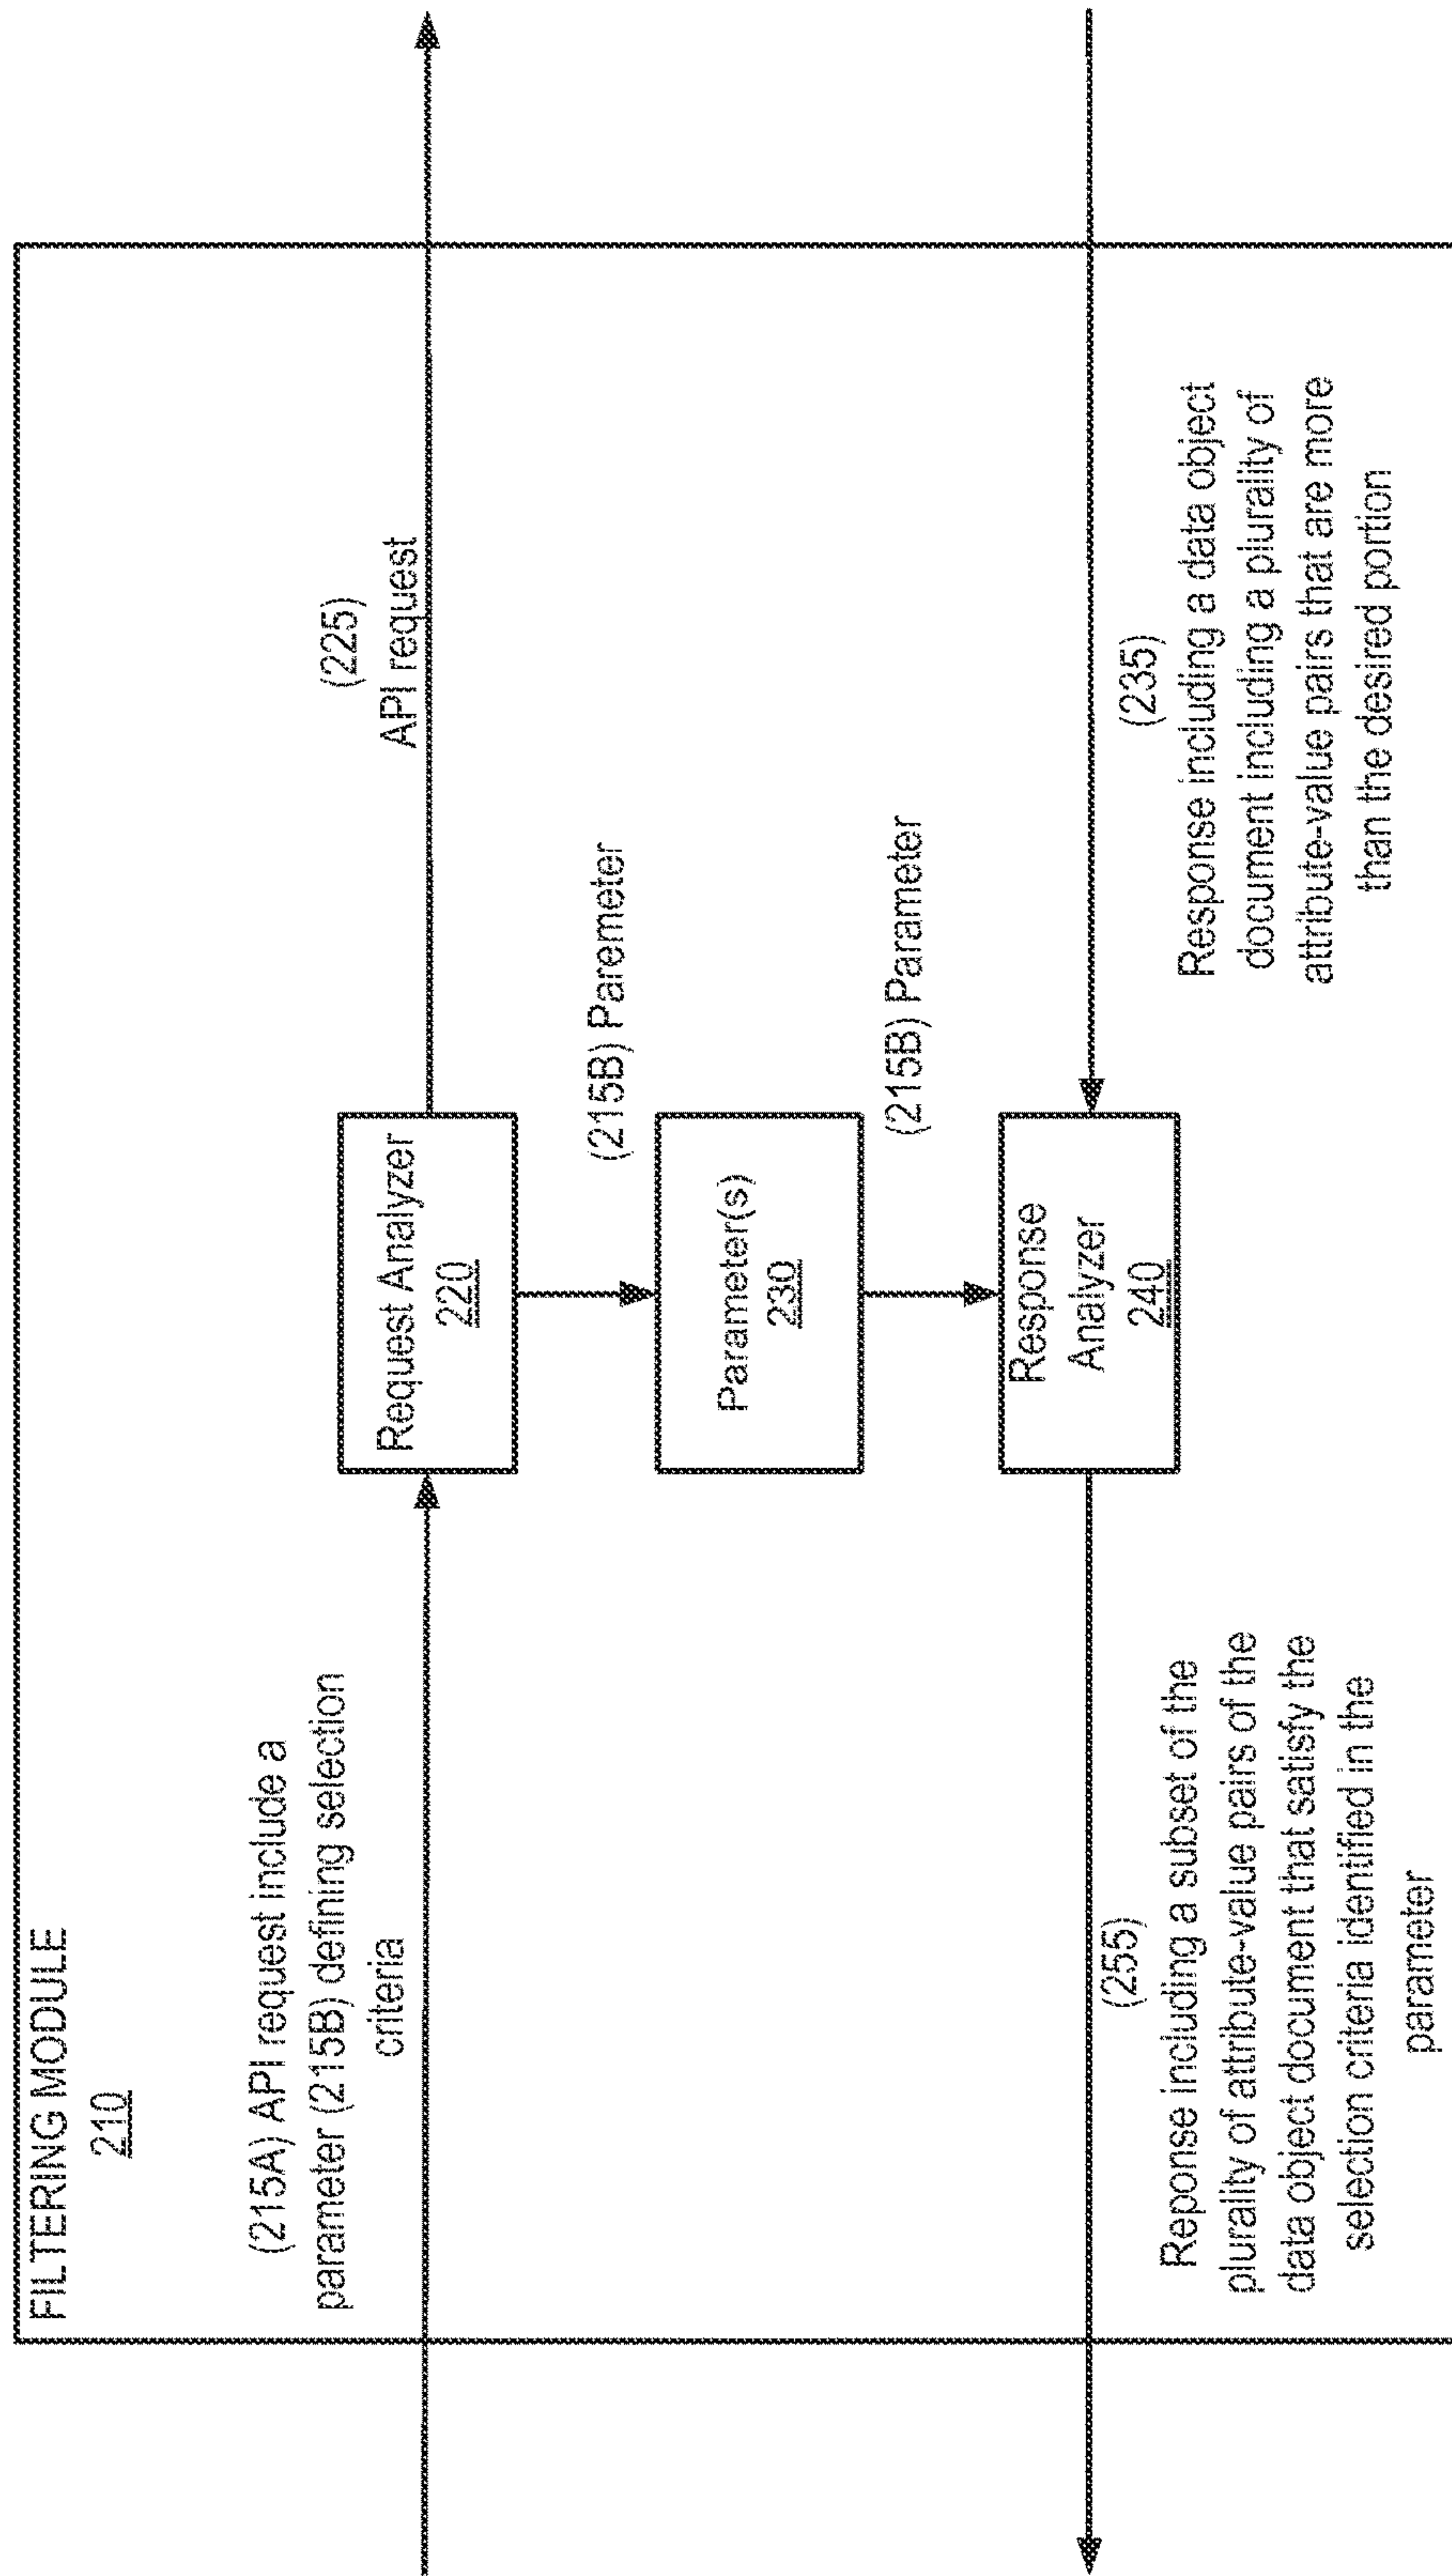 FILTERING MODULE
210
(215A) API request include a
parameter (215B) defining selection
criteria
(225)
API request
Request Analyzer
220
(215B) Paremeter
Parameter(s)
230
(215B) Parameter
Response
Analyzer
240
(235)
Response including a data object
document including a plurality of
attribute-value pairs that are more
than the desired portion
(255)
Reponse including a subset of the
plurality of attribute-value pairs of the
data object document that satisfy the
selection criteria identified in the
parameter